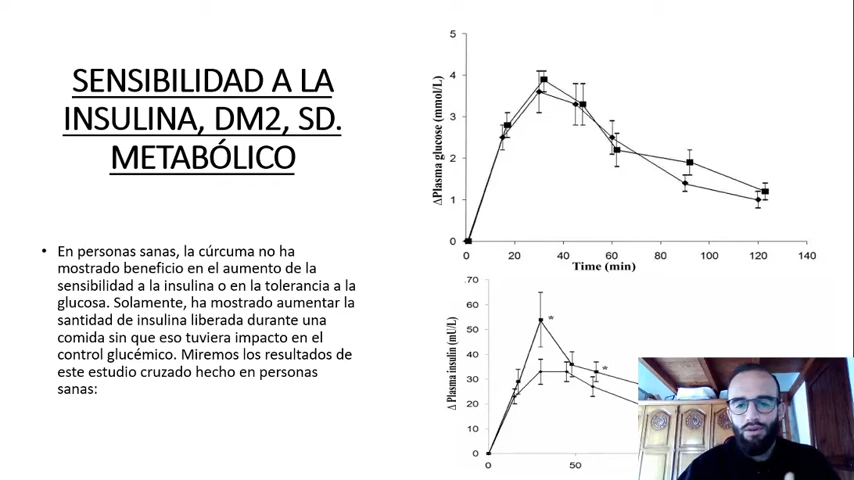 SENSIBILIDAD A LA
INSULINA, DM2, SD.
METABÓLICO
• En personas sanas, la cúrcuma no ha
mostrado beneficio en el aumento de la
sensibilidad a la insulina o en la tolerancia a la
glucosa. Solamente, ha mostrado aumentar la
santidad de insulina liberada durante una
comida sin que eso tuviera impacto en el
control glucémico. Miremos los resultados de
este estudio cruzado hecho en personas
sanas:
ΔPlasma glucose (mmol/L)
5
4
3
2
1
0
0 20 40 60 80 100 120 140
Time (min)
Δ Plasma insulin (mU/L)
70
60
50
40
30
20
10
0
* *
0 50